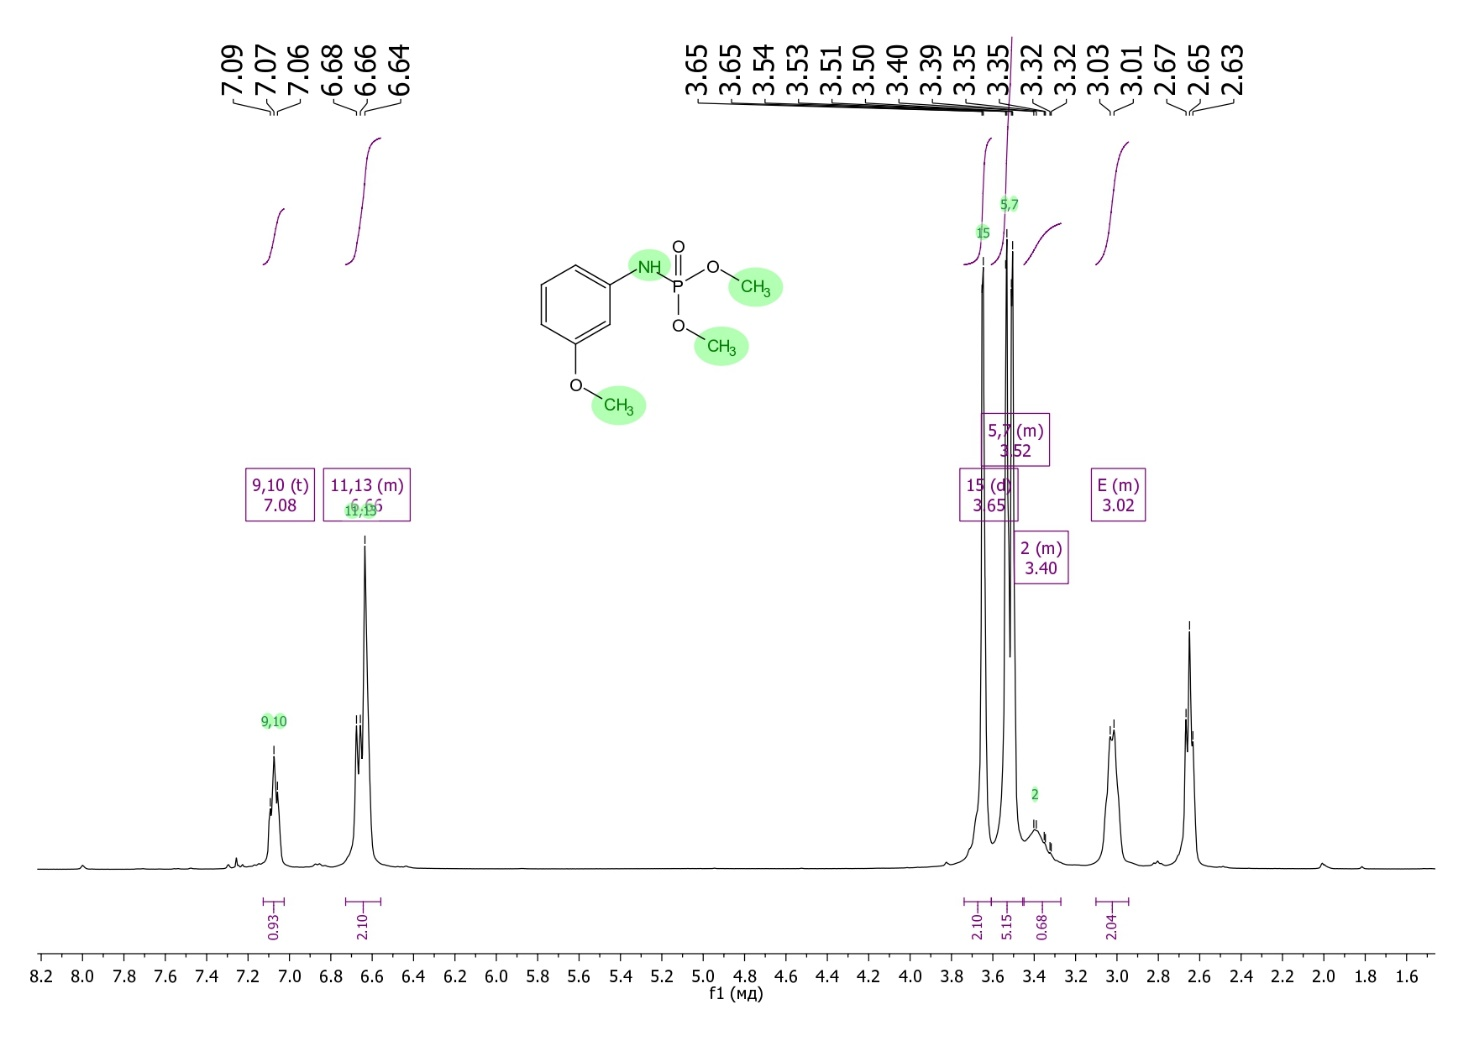 7.09
7.07
7.06
6.68
6.66
6.64
3.65
3.65
3.54
3.53
3.51
3.50
3.40
3.39
3.35
3.35
3.32
3.32
3.03
3.01
2.67
2.65
2.63
5,7
15
O
NH
P
O
CH3
O
CH3
O
CH3
5,7 (m)
3.52
9,10 (t)
7.08
11,13 (m)
6.66
11,13
15 (d)
3.65
E (m)
3.02
2 (m)
3.40
9,10
2
0.93
2.10
2.10
5.15
0.68
2.04
8.2 8.0 7.8 7.6 7.4 7.2 7.0 6.8 6.6 6.4 6.2 6.0 5.8 5.6 5.4 5.2 5.0 4.8 4.6 4.4 4.2 4.0 3.8 3.6 3.4 3.2 3.0 2.8 2.6 2.4 2.2 2.0 1.8 1.6
f1 (мд)